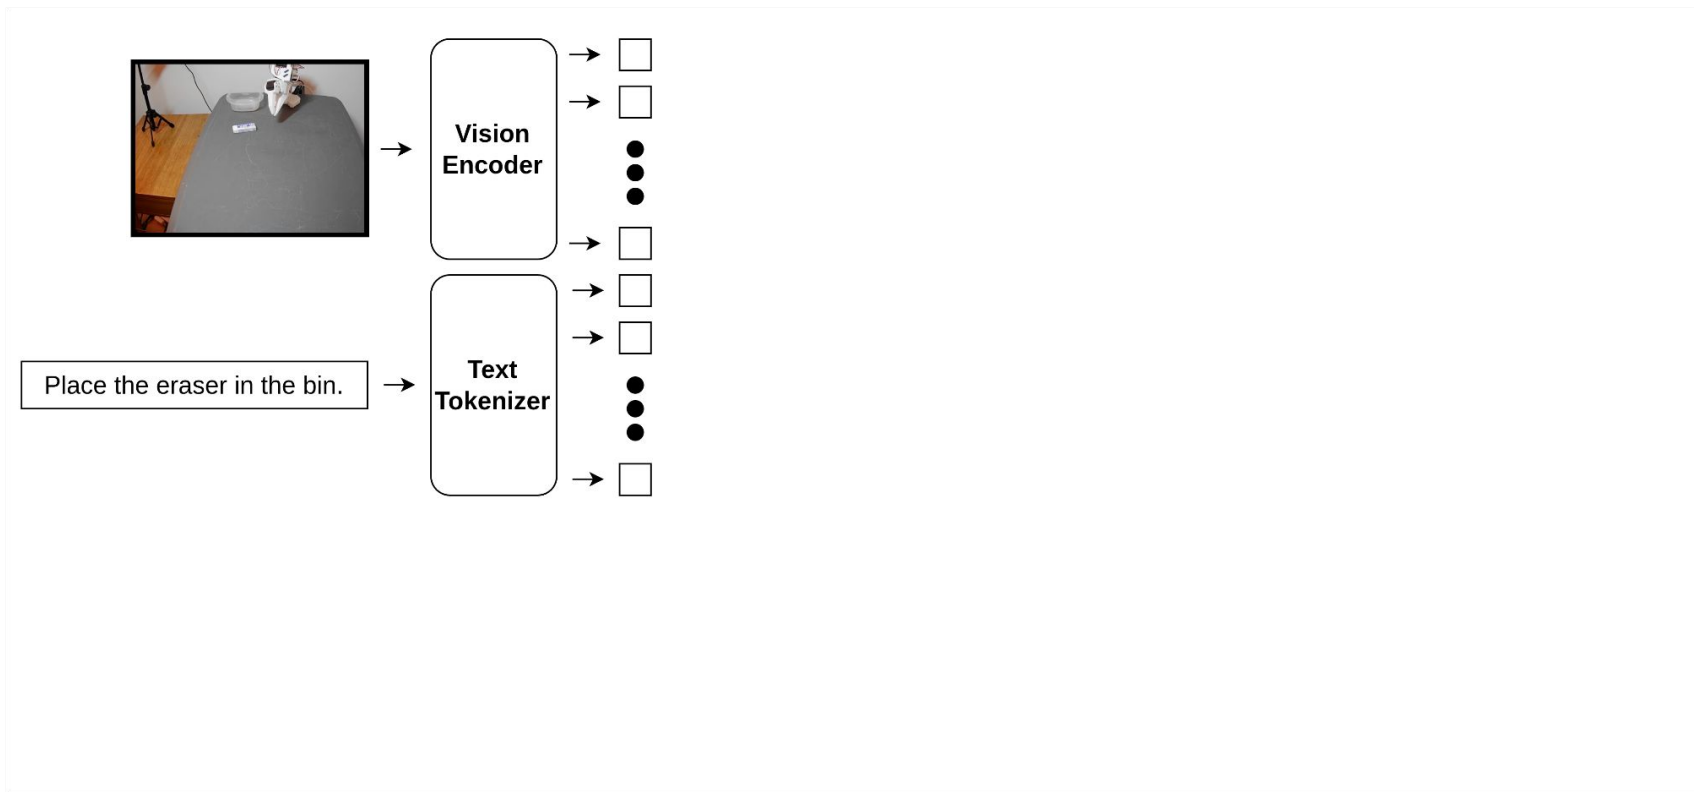 Vision
Encoder
Place the eraser in the bin.
Text
Tokenizer